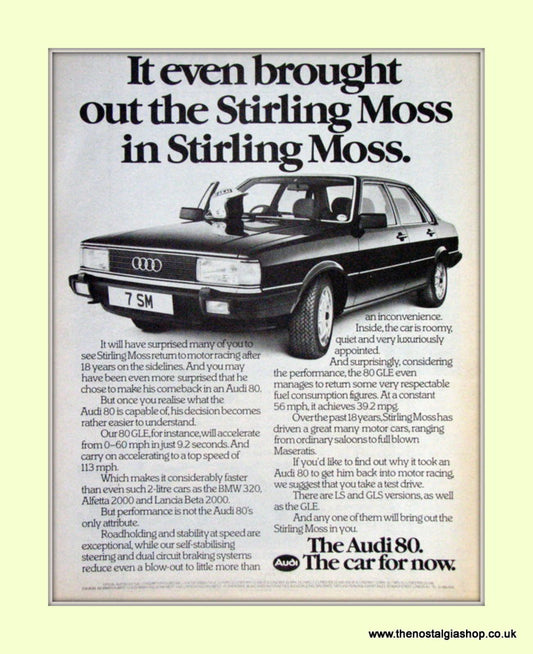 It even brought
out the Stirling Moss
in Stirling Moss.
7 SM
It will have surprised many of you to
see Stirling Moss return to motor racing after
18 years on the sidelines. And you may
have been even more surprised that he
chose to make his comeback in an Audi 80.
But once you realise what the
Audi 80 is capable of, his decision becomes
rather easier to understand.
Our 80 GLE, for instance, will accelerate
from 0–60 mph in just 9.2 seconds. And
carry on accelerating to a top speed of
113 mph.
Which makes it considerably faster
than even such 2-litre cars as the BMW 320,
Alfetta 2000 and Lancia Beta 2000.
But performance is not the Audi 80's
only attribute.
Roadholding and stability at speed are
exceptional, while our self-stabilising
steering and dual circuit braking systems
reduce even a blow-out to little more than
an inconvenience.
Inside, the car is roomy,
quiet and very luxuriously
appointed.
And surprisingly, considering
the performance, the 80 GLE even
manages to return some very respectable
fuel consumption figures. At a constant
56 mph, it achieves 39.2 mpg.
Over the past 18 years, Stirling Moss has
driven a great many motor cars, ranging
from ordinary saloons to full blown
Maseratis.
If you'd like to find out why it took an
Audi 80 to get him back into motor racing,
we suggest that you take a test drive.
There are LS and GLS versions, as well
as the GLE.
And any one of them will bring out the
Stirling Moss in you.
The Audi 80.
Audi The car for now.
www.thenostalgiashop.co.uk